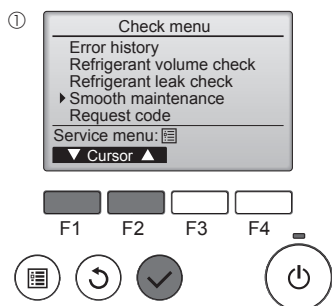 ①
Check menu
Error history
Refrigerant volume check
Refrigerant leak check
Smooth maintenance
Request code
Service menu:
▼ Cursor ▲
F1 F2 F3 F4